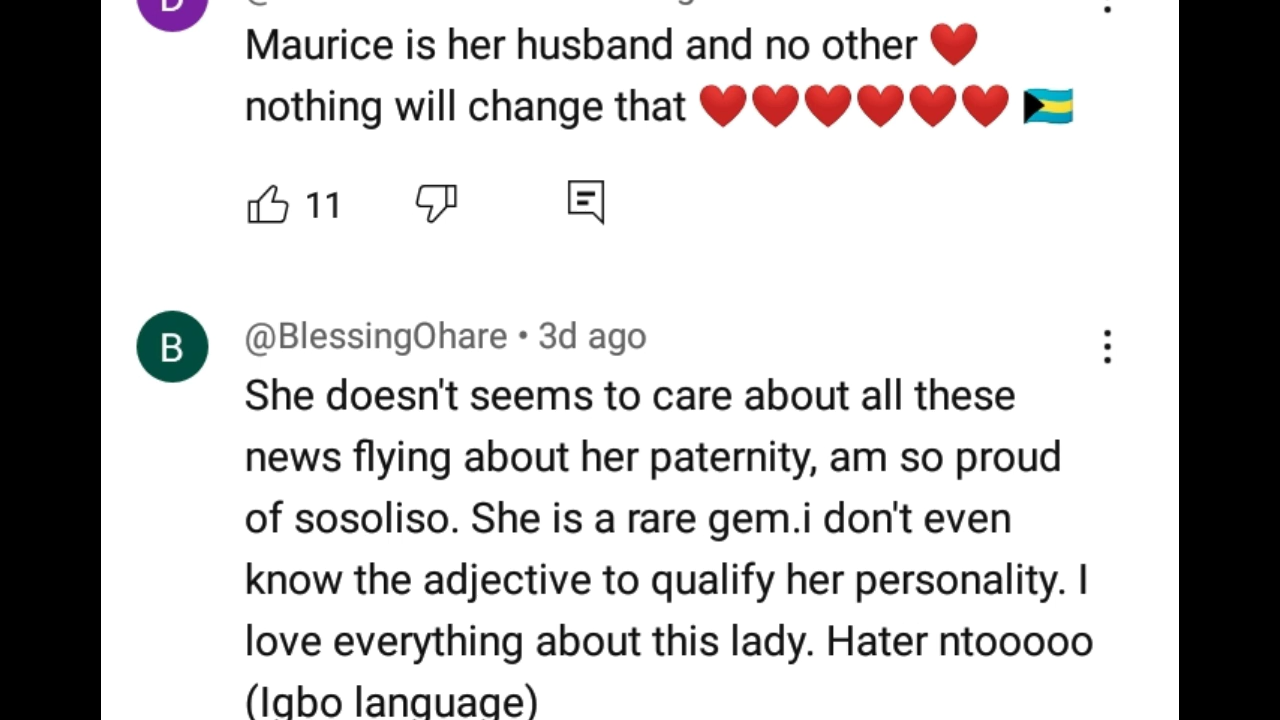 Maurice is her husband and no other ❤️
nothing will change that ❤️❤️❤️❤️❤️❤️ 🇧🇸
11
B
@BlessingOhare • 3d ago
She doesn't seems to care about all these
news flying about her paternity, am so proud
of sosoliso. She is a rare gem.i don't even
know the adjective to qualify her personality. I
love everything about this lady. Hater ntooooo
(Igbo language)